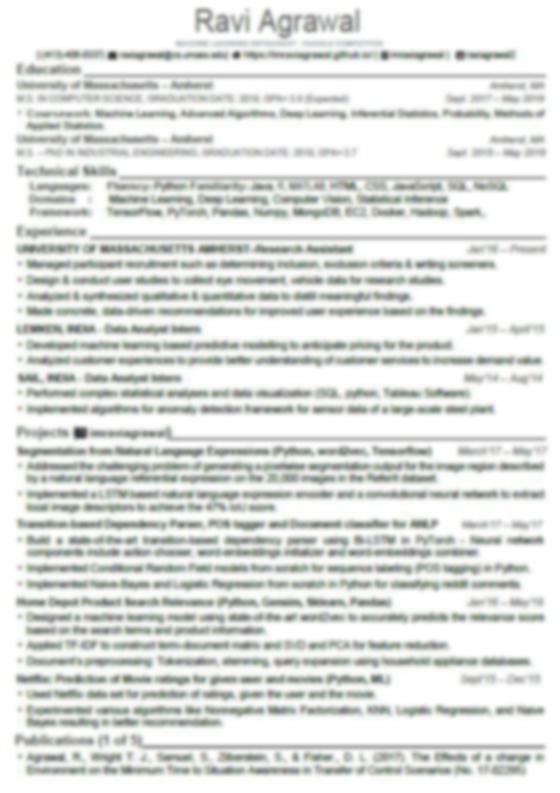 Ravi Agrawal
Education
University of Massachusetts – Amherst
M.S. IN COMPUTER SCIENCE, GRADUATION DATE: 2019, GPA=
Sept. 2017 – May 2019
• Coursework: Machine Learning, Advanced Algorithms, Deep Learning, Inferential Statistics, Probability, Methods of
Applied Statistics.
University of Massachusetts – Amherst
M.S. – PhD IN INDUSTRIAL ENGINEERING, GRADUATION DATE: 2019, GPA=3.7
Technical Skills
Languages: Fluency:Python Familiarity:Java, MATLAB, HTML, CSS, JavaScript, SQL, NoSQL
Domains : Machine Learning, Deep Learning, Computer Vision, Statistical Inference
Framework: TensorFlow, PyTorch, Pandas, Numpy, MongoDB, EC2, Docker, Hadoop, Spark,
Experience
UNIVERSITY OF MASSACHUSETTS AMHERST-Research Assistant Jan'16 – Present
• Managed participant recruitment such as determining inclusion, exclusion criteria & writing screeners.
• Design & conduct user studies to collect eye movement, vehicle data for research studies.
• Analyzed & synthesized qualitative & quantitative data to distill meaningful findings.
• Made concrete, data-driven recommendations for improved user experience based on the findings.
LEMKEN, INDIA - Data Analyst Intern Jan'15 – April'15
• Developed machine learning based predictive modelling to anticipate pricing for the product.
• Analyzed customer experiences to provide better understanding of customer services to increase demand value.
SAIL, INDIA - Data Analyst Intern May'14 – Aug'14
• Performed complex statistical analyses and data visualization (SQL, python, Tableau Software).
• Implemented algorithms for anomaly detection framework for sensor data of a large-scale steel plant.
Projects
Segmentation from Natural Language Expressions (Python, word2vec, Tensorflow) March'17 – May'17
• Addressed the challenging problem of generating a pixelwise segmentation output for the image region described
by a natural language referential expression on the 20,000 images in the ReferIt dataset.
• Implemented a LSTM based natural language expression encoder and a convolutional neural network to extract
local image descriptors to achieve the 47% IoU score.
Transition-based Dependency Parser, POS tagger and Document classifier for March'17 – May'17
• Build a state-of-the-art transition-based dependency parser using Bi-LSTM in PyTorch - Neural network
components include action chooser, word-embeddings initializer and word-embeddings combiner.
• Implemented Conditional Random Field models from scratch for sequence labeling (POS tagging) in Python.
• Implemented Naive Bayes and Logistic Regression from scratch in Python for classifying reddit comments.
Home Depot Product Search Relevance (Python, Gensim, Sklearn, Pandas) Jan'16 – May'16
• Designed a machine learning model using state-of-the-art word2vec to accurately predict the relevance score
based on the search terms and product information.
• Applied TF-IDF to construct term-document matrix and SVD and PCA for feature reduction.
• Document's preprocessing: Tokenization, stemming, query expansion using household appliance databases.
Netflix: Prediction of Movie ratings for given user and movies (Python, ML) Sept'15 – Dec'15
• Used Netflix data set for prediction of ratings, given the user and the movie.
• Experimented various algorithms like Nonnegative Matrix Factorization, KNN, Logistic Regression, and Naive
Bayes resulting in better recommendation.
Publications (1 of 5)
• Agrawal, R., Wright T. J., Samuel, S., Zilberstein, S., & Fisher, D. L. (2017). The Effects of a change in
Environment on the Minimum Time to Situation Awareness in Transfer of Control Scenarios (No. 17-02295)